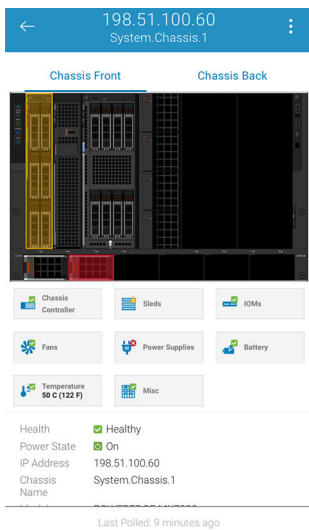 198.51.100.60
System.Chassis.1
Chassis Front
Chassis Back
Chassis
Controller
Sleds
IOMs
Fans
Power Supplies
Battery
Temperature
50 C (122 F)
Misc
Health
Healthy
Power State
On
IP Address
198.51.100.60
Chassis
Name
System.Chassis.1
Last Polled: 9 minutes ago